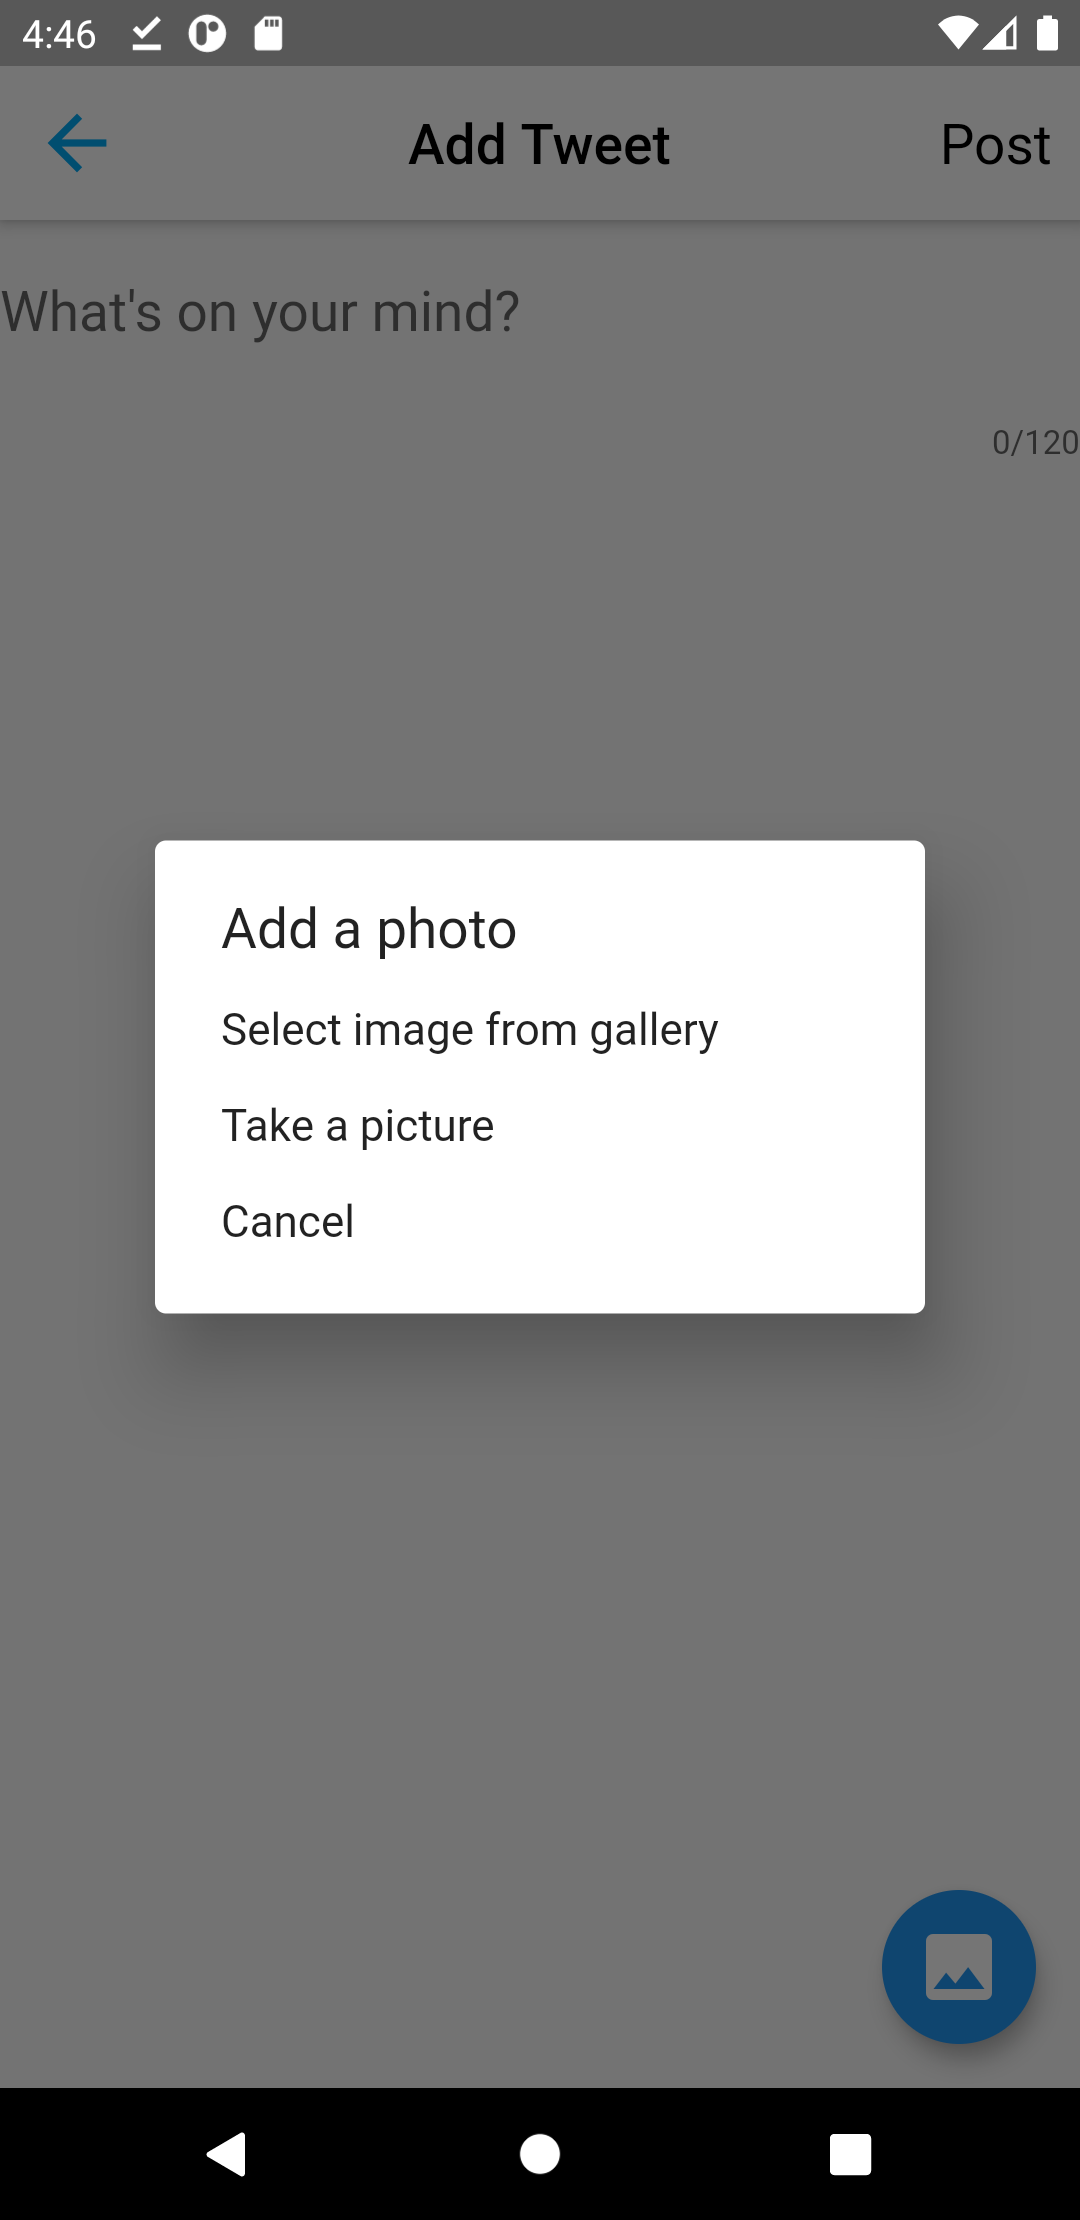 4:46
Add Tweet
Post
What's on your mind?
0/120
Add a photo
Select image from gallery
Take a picture
Cancel